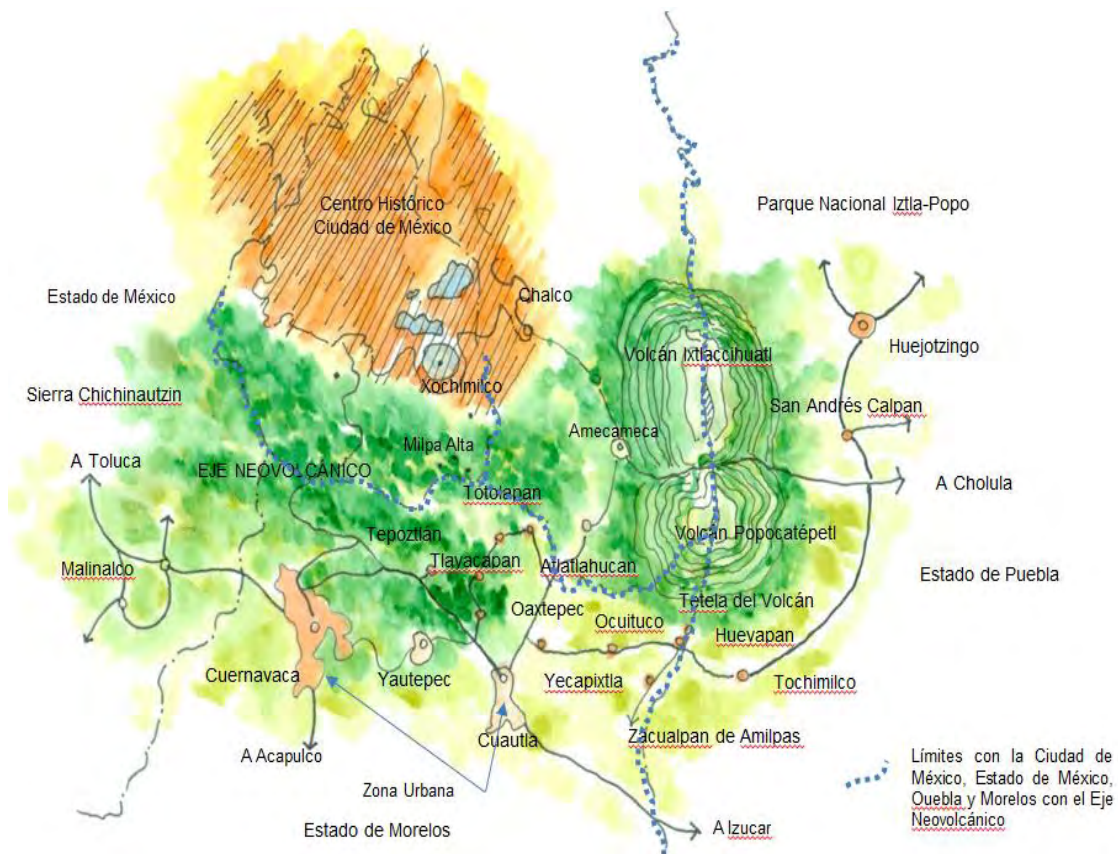 Centro Histórico
Ciudad de México
Parque Nacional Iztla-Popo
Estado de México
Chalco
Volcán Ixtlaccihuatl
Huejotzingo
Xochlmilco
Sierra Chichinautzin
San Andrés Calpan
Amecameca
Milpa Alta
A Toluca
EJE NEOVOLCÁNICO
A Cholula
Totolapan
Tepoztlán
Volcán Popocatépetl
Tlavacapan
Atlatlahucan
Malinalco
Estado de Puebla
Tetela del Volcán
Oaxtepec
Ocuituco
Huevapan
Cuernavaca
Yautepec
Yecapixtla
Tochimilco
Zacualpan de Amilpas
Cuautla
A Acapulco
Zona Urbana
Límites con la Ciudad de
México, Estado de México,
Quebla y Morelos con el Eje
Neovolcánico
Estado de Morelos
A Izucar